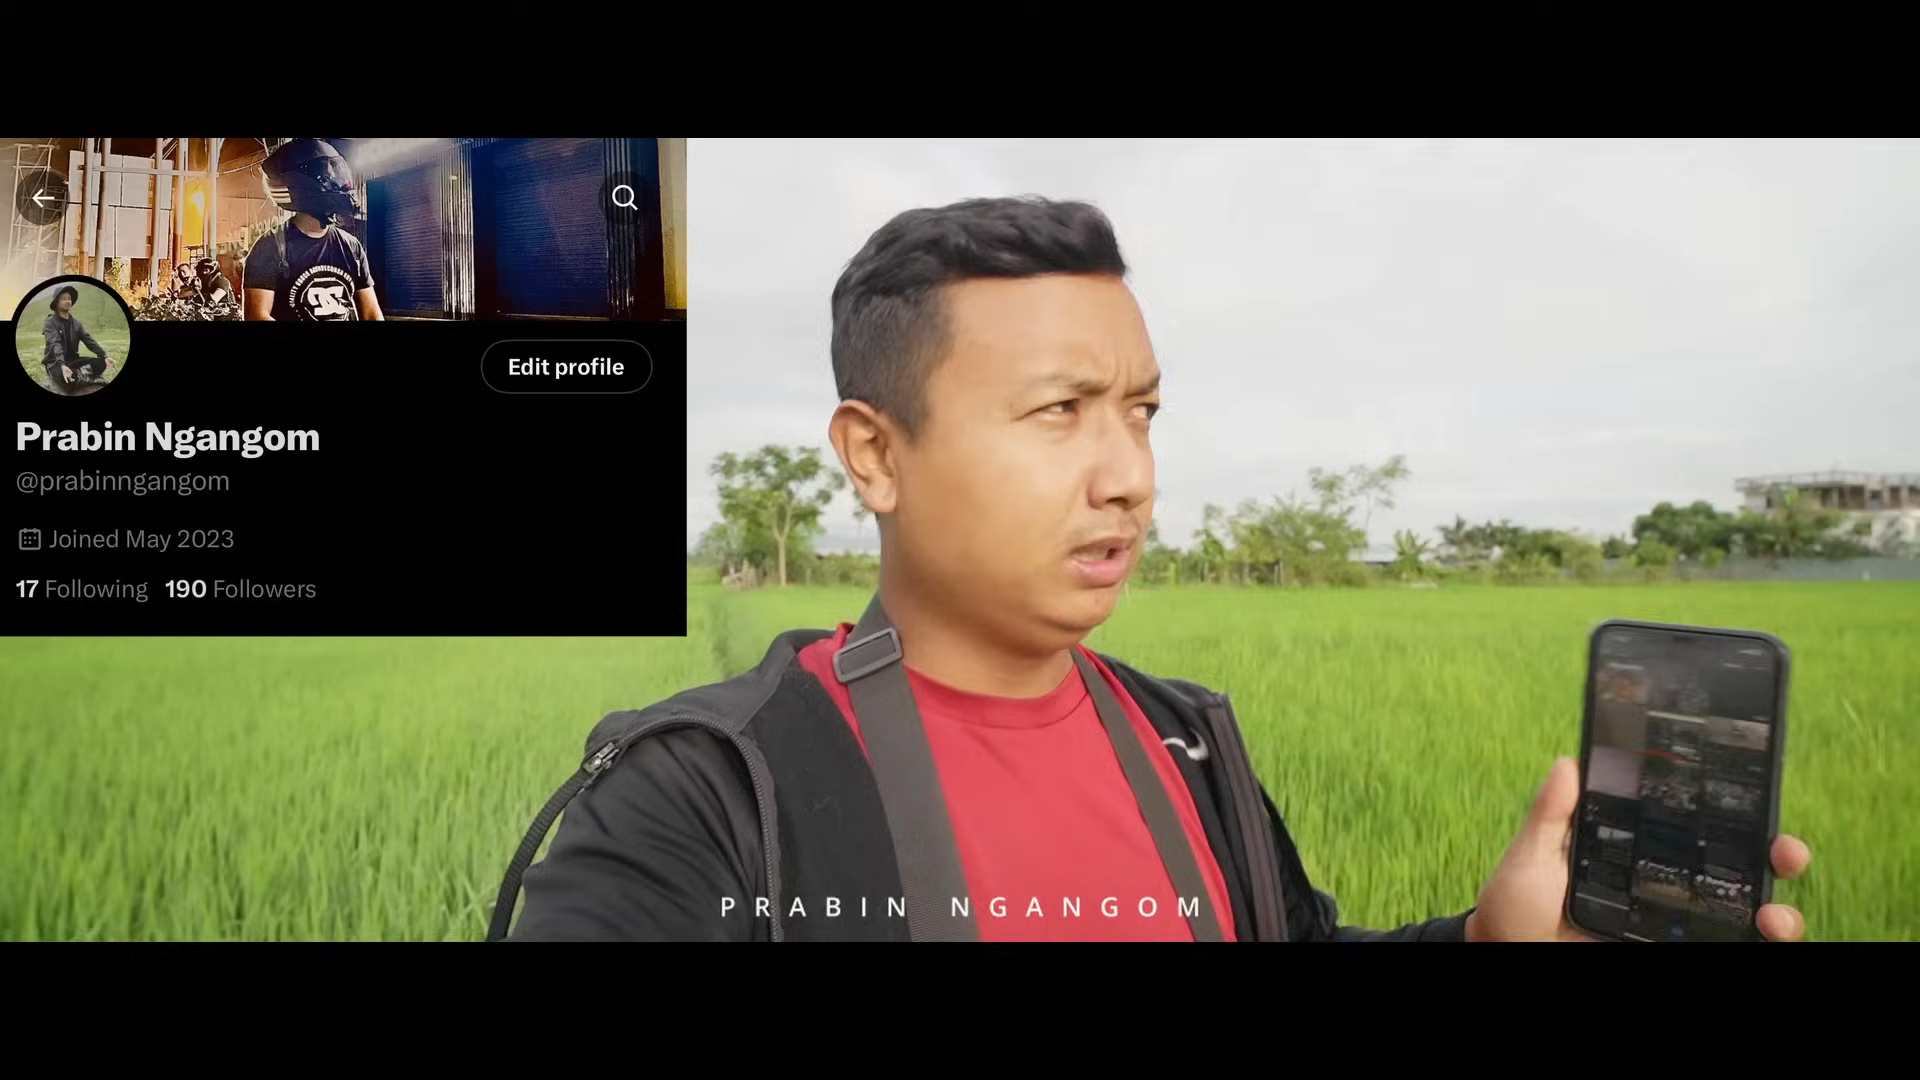 Edit profile
Prabin Ngangom
@prabinngangom
Joined May 2023
17 Following 190 Followers
PRABIN NGANGOM